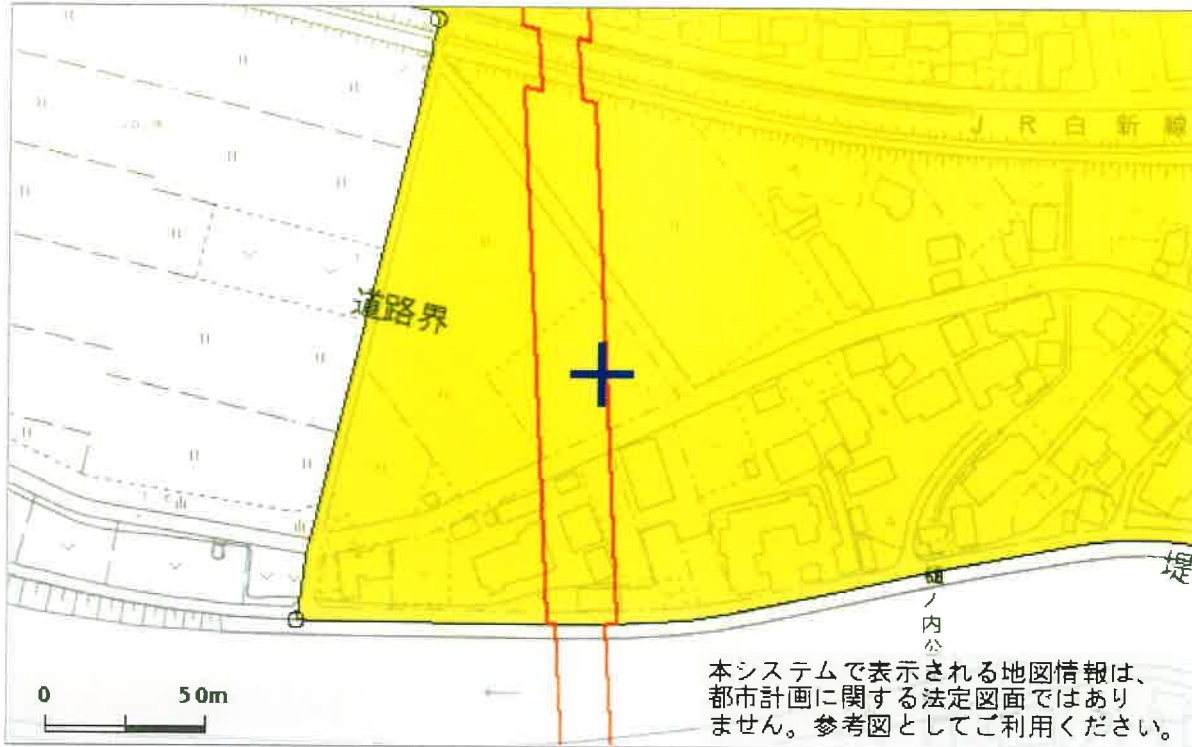 JR白新線
道路界
堤
ノ内公
0 50m
本システムで表示される地図情報は、
都市計画に関する法定図面ではあり
ません。参考図としてご利用ください。